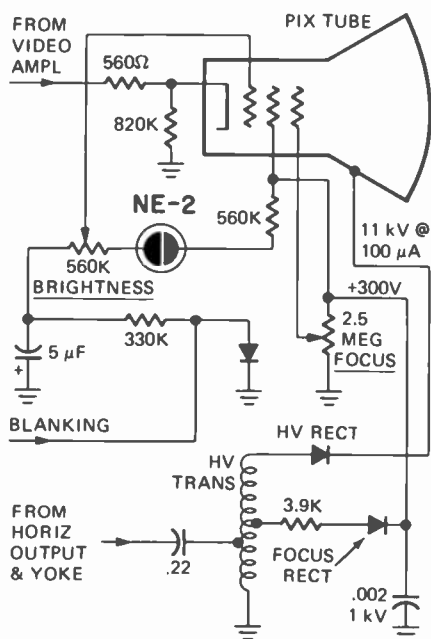 FROM
VIDEO
AMPL
PIX TUBE
560Ω
820K
NE-2
560K
560K
BRIGHTNESS
11 kV @
100 µA
+300V
2.5
MEG
FOCUS
330K
5 µF
+
BLANKING
HV RECT
HV
TRANS
3.9K
FROM
HORIZ
OUTPUT
& YOKE
.22
FOCUS
RECT
.002
1 kV